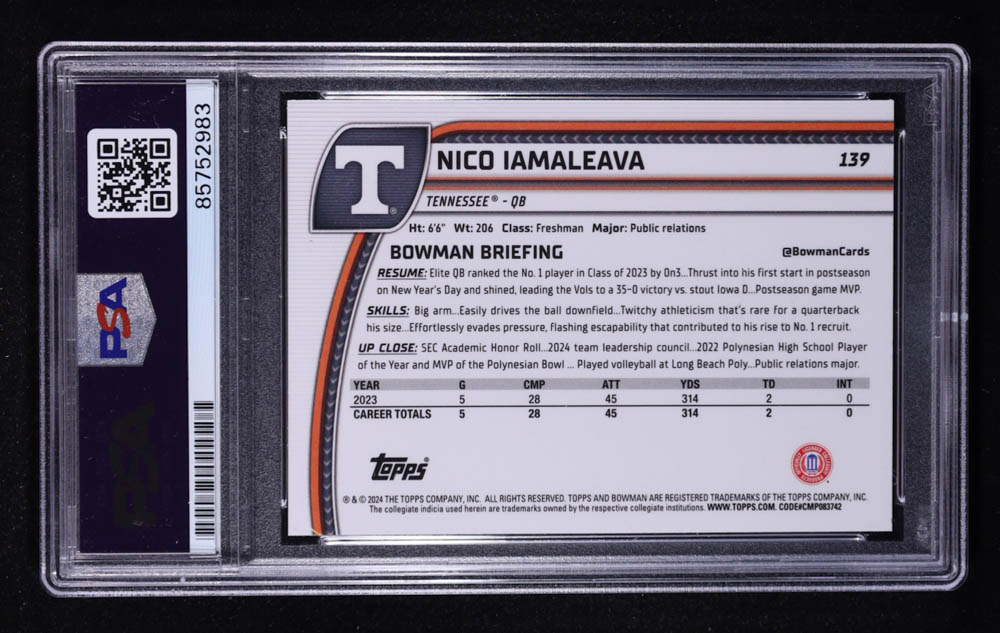 85752983
PSA
PSA
T
NICO IAMALEAVA
139
TENNESSEE® - QB
Ht: 6'6" Wt: 206 Class: Freshman Major: Public relations
BOWMAN BRIEFING
@BowmanCards
RESUME: Elite QB ranked the No. 1 player in Class of 2023 by On3...Thrust into his first start in postseason
on New Year's Day and shined, leading the Vols to a 35-0 victory vs. stout Iowa D...Postseason game MVP.
SKILLS: Big arm...Easily drives the ball downfield...Twitchy athleticism that's rare for a quarterback
his size...Effortlessly evades pressure, flashing escapability that contributed to his rise to No. 1 recruit.
UP CLOSE: SEC Academic Honor Roll...2024 team leadership council...2022 Polynesian High School Player
of the Year and MVP of the Polynesian Bowl ... Played volleyball at Long Beach Poly...Public relations major.
YEAR G CMP ATT YDS TD INT
2023 5 28 45 314 2 0
CAREER TOTALS 5 28 45 314 2 0
Topps®
® & © 2024 THE TOPPS COMPANY, INC. ALL RIGHTS RESERVED. TOPPS AND BOWMAN ARE REGISTERED TRADEMARKS OF THE TOPPS COMPANY, INC.
The collegiate indicia used herein are trademarks owned by the respective collegiate institutions. WWW.TOPPS.COM. CODE#CMP083742